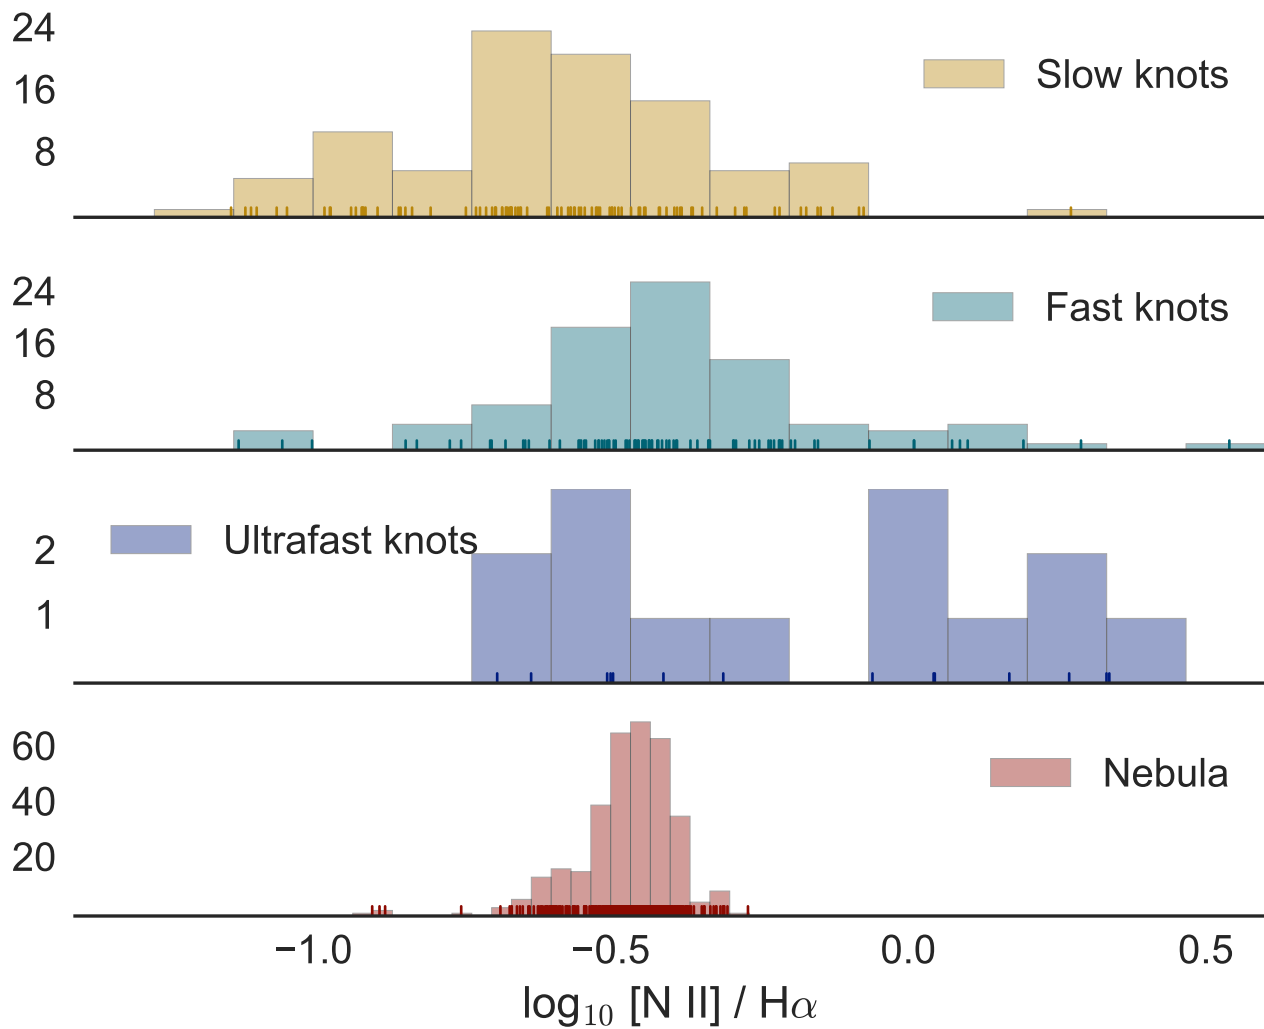 24
16
8
Slow knots
24
16
8
Fast knots
2
1
Ultrafast knots
60
40
20
Nebula
−1.0 −0.5 0.0 0.5
log₁₀ [N II] / Hα